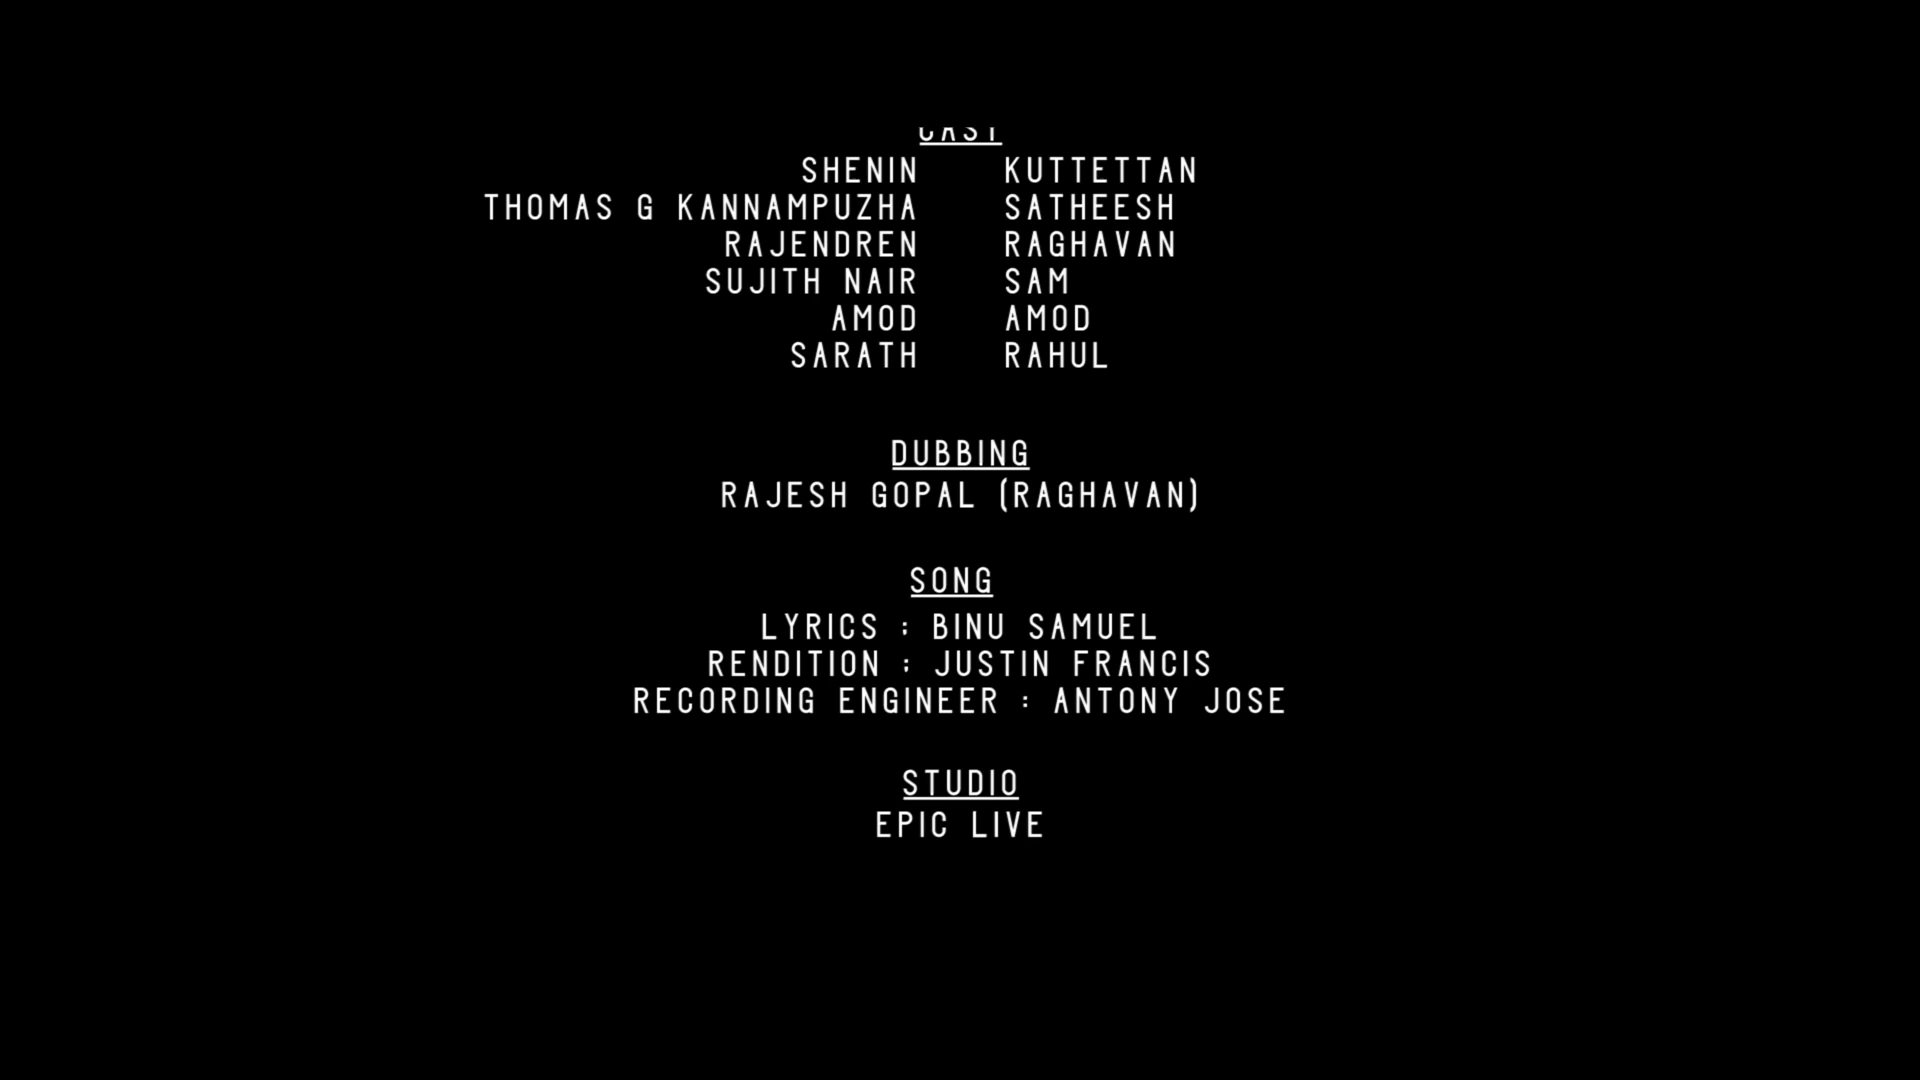 CAST
SHENIN KUTTETTAN
THOMAS G KANNAMPUZHA SATHEESH
RAJENDREN RAGHAVAN
SUJITH NAIR SAM
AMOD AMOD
SARATH RAHUL
DUBBING
RAJESH GOPAL (RAGHAVAN)
SONG
LYRICS : BINU SAMUEL
RENDITION : JUSTIN FRANCIS
RECORDING ENGINEER : ANTONY JOSE
STUDIO
EPIC LIVE